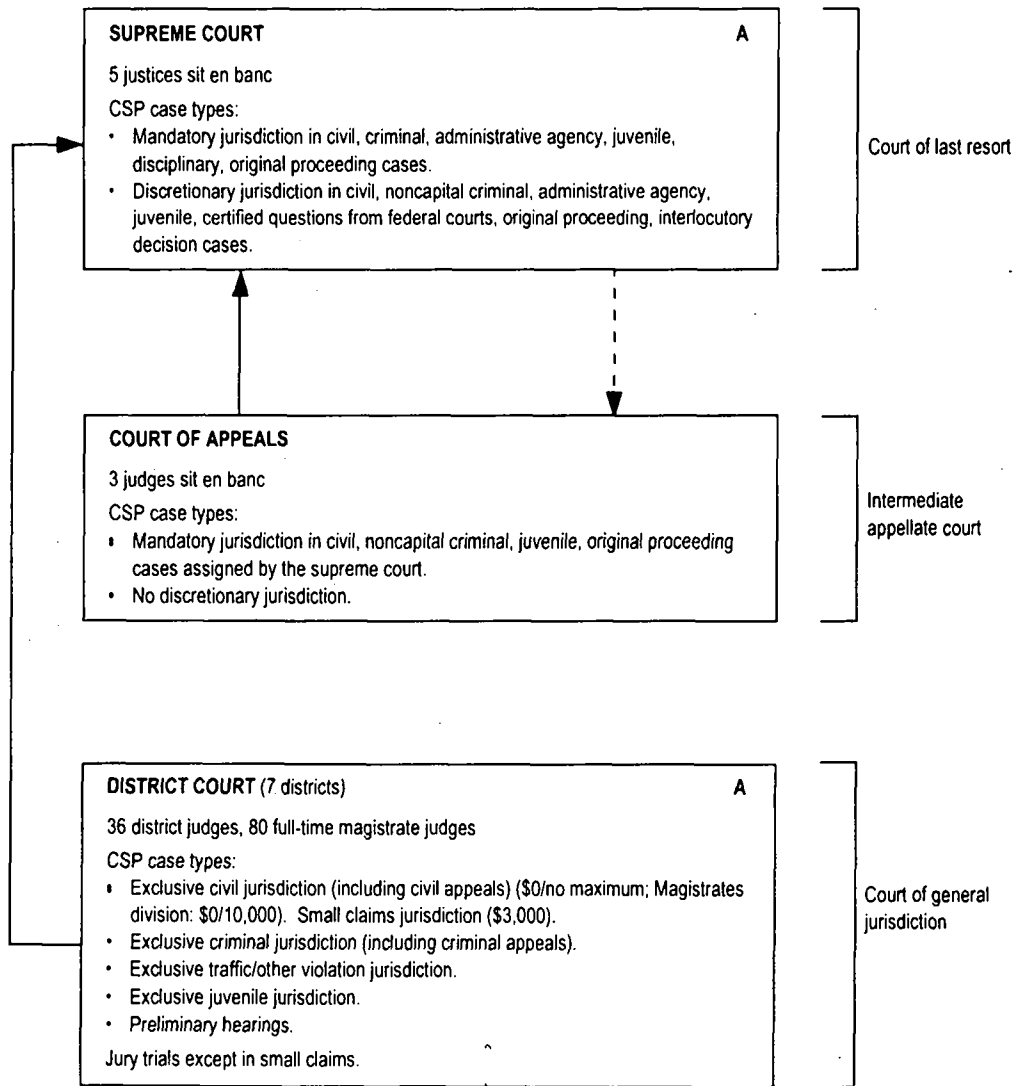 SUPREME COURT A
5 justices sit en banc
CSP case types:
• Mandatory jurisdiction in civil, criminal, administrative agency, juvenile,
disciplinary, original proceeding cases.
• Discretionary jurisdiction in civil, noncapital criminal, administrative agency,
juvenile, certified questions from federal courts, original proceeding, interlocutory
decision cases.
Court of last resort
COURT OF APPEALS
3 judges sit en banc
CSP case types:
• Mandatory jurisdiction in civil, noncapital criminal, juvenile, original proceeding
cases assigned by the supreme court.
• No discretionary jurisdiction.
Intermediate
appellate court
DISTRICT COURT (7 districts) A
36 district judges, 80 full-time magistrate judges
CSP case types:
• Exclusive civil jurisdiction (including civil appeals) ($0/no maximum; Magistrates
division: $0/10,000). Small claims jurisdiction ($3,000).
• Exclusive criminal jurisdiction (including criminal appeals).
• Exclusive traffic/other violation jurisdiction.
• Exclusive juvenile jurisdiction.
• Preliminary hearings.
Jury trials except in small claims.
Court of general
jurisdiction